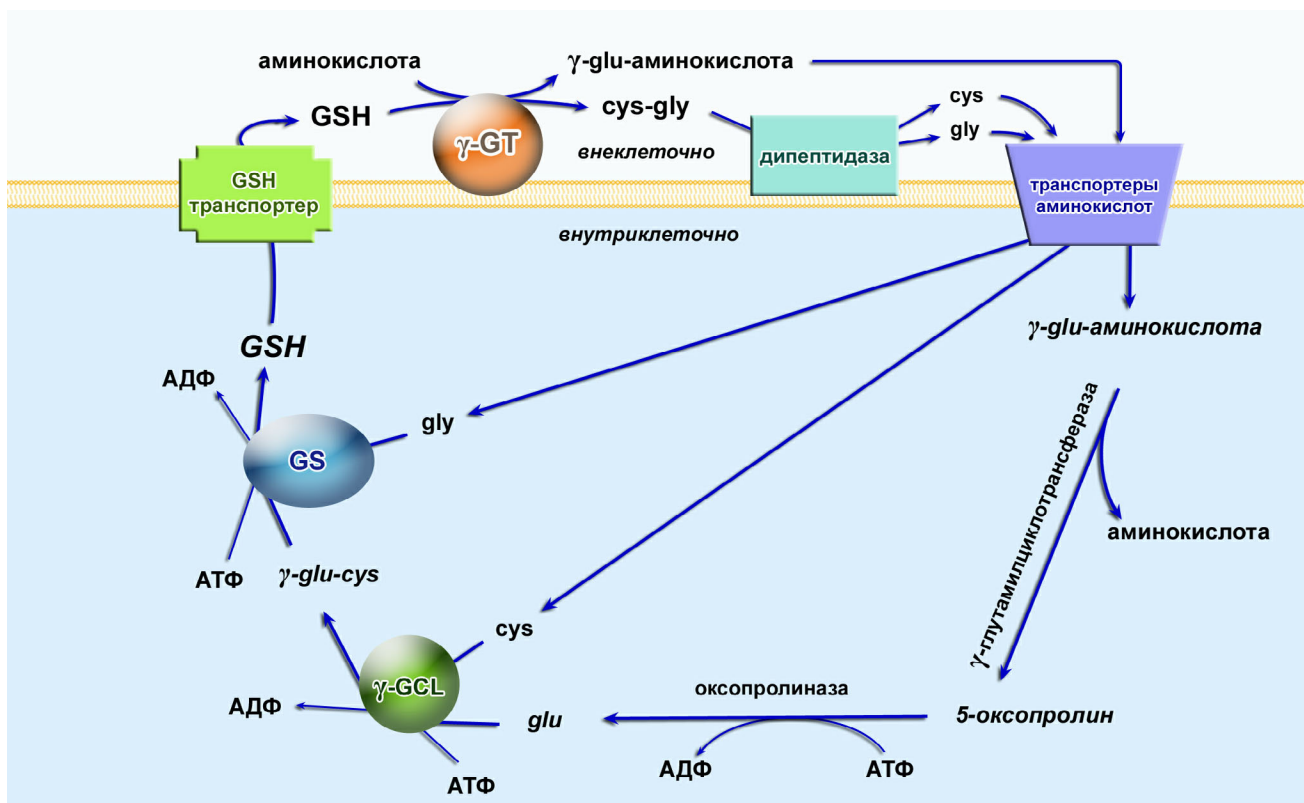 аминокислота
γ-glu-аминокислота
GSH
γ-GT
cys-gly
cys
gly
внеклеточно
дипептидаза
GSH
транспортер
транспортеры
аминокислот
внутриклеточно
GSH
γ-glu-аминокислота
АДФ
gly
GS
γ-глутамилциклотрансфераза
аминокислота
АТФ
γ-glu-cys
cys
γ-GCL
оксопролиназа
АДФ
glu
5-оксопролин
АТФ
АДФ
АТФ